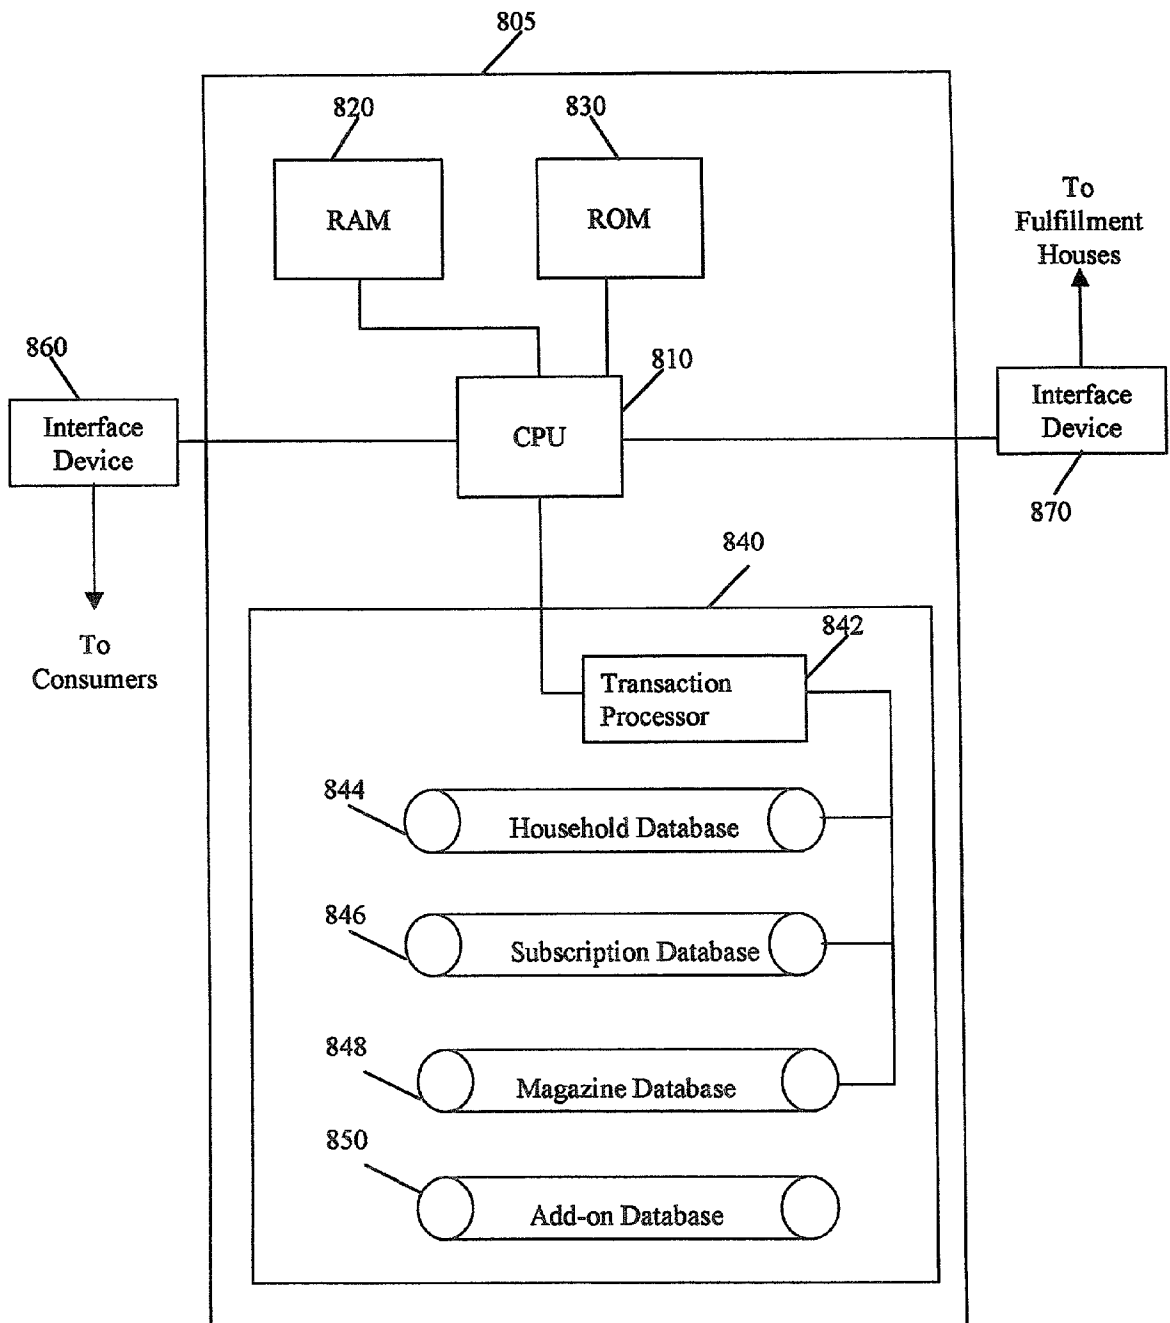 805
820
830
RAM
ROM
To
Fulfillment
Houses
860
810
Interface
Device
CPU
Interface
Device
870
840
To
Consumers
842
Transaction
Processor
844
Household Database
846
Subscription Database
848
Magazine Database
850
Add-on Database